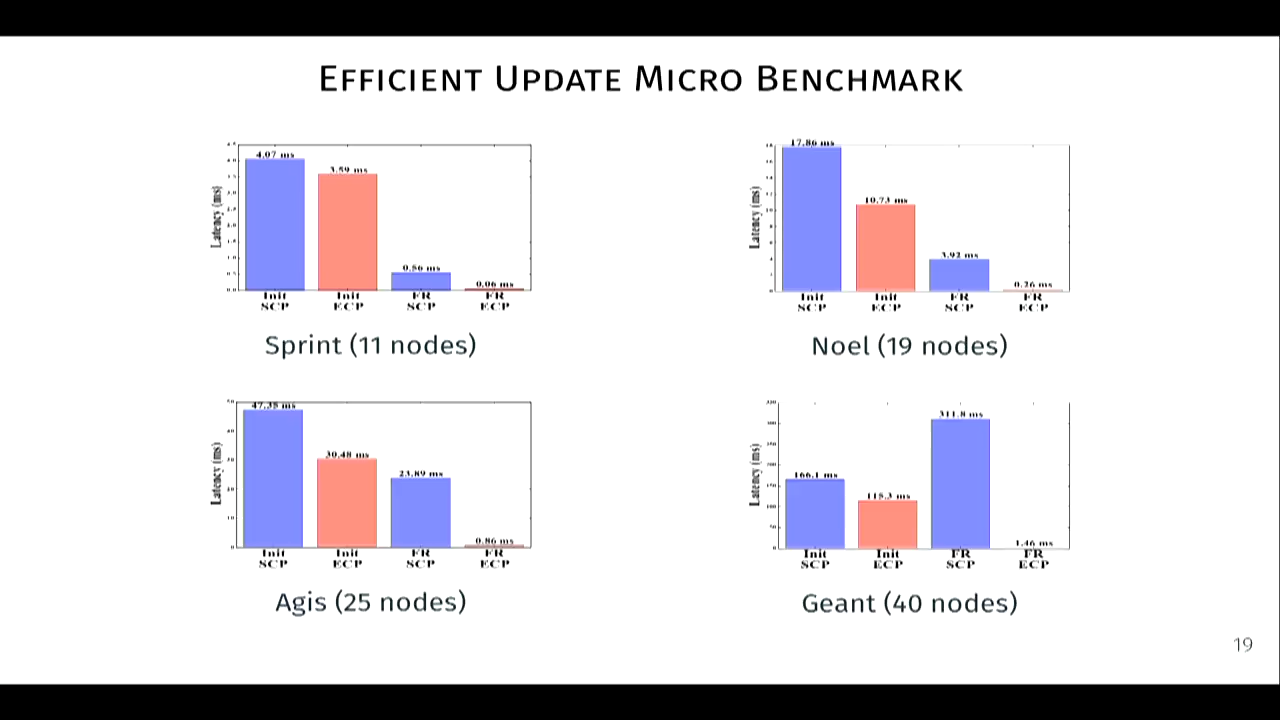 Efficient Update Micro Benchmark
4.07 ms
3.59 ms
0.56 ms
0.06 ms
Latency (ms)
Init SCP
Init ECP
FR SCP
FR ECP
Sprint (11 nodes)
17.86 ms
10.73 ms
3.92 ms
0.26 ms
Latency (ms)
Init SCP
Init ECP
FR SCP
FR ECP
Noel (19 nodes)
47.35 ms
30.48 ms
23.89 ms
0.86 ms
Latency (ms)
Init SCP
Init ECP
FR SCP
FR ECP
Agis (25 nodes)
166.1 ms
115.3 ms
311.8 ms
1.46 ms
Latency (ms)
Init SCP
Init ECP
FR SCP
FR ECP
Geant (40 nodes)
19